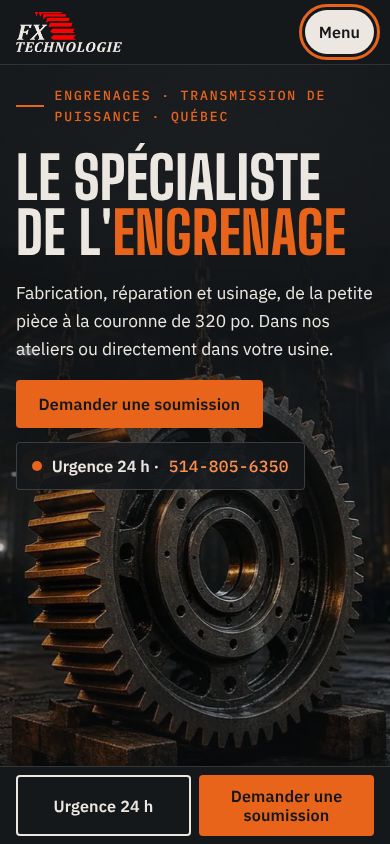 FX
TECHNOLOGIE
Menu
ENGRENAGES · TRANSMISSION DE
PUISSANCE · QUÉBEC
LE SPÉCIALISTE
DE L'ENGRENAGE
Fabrication, réparation et usinage, de la petite
pièce à la couronne de 320 po. Dans nos
ateliers ou directement dans votre usine.
Demander une soumission
Urgence 24 h · 514-805-6350
Urgence 24 h
Demander une
soumission